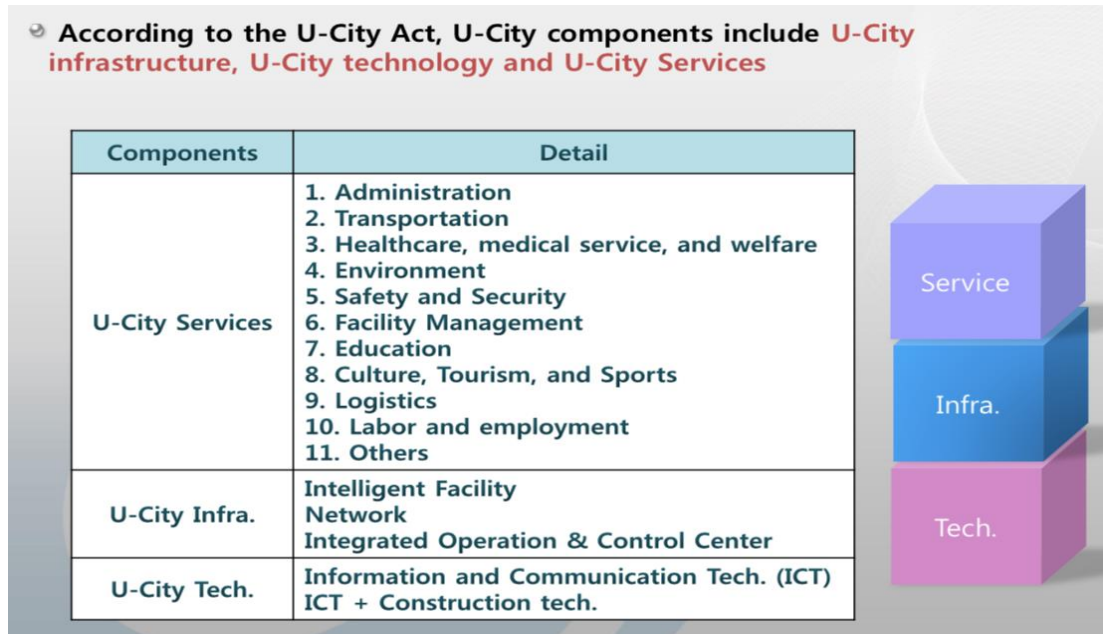 According to the U-City Act, U-City components include U-City
infrastructure, U-City technology and U-City Services
Components
Detail
U-City Services
1. Administration
2. Transportation
3. Healthcare, medical service, and welfare
4. Environment
5. Safety and Security
6. Facility Management
7. Education
8. Culture, Tourism, and Sports
9. Logistics
10. Labor and employment
11. Others
U-City Infra.
Intelligent Facility
Network
Integrated Operation & Control Center
U-City Tech.
Information and Communication Tech. (ICT)
ICT + Construction tech.
Service
Infra.
Tech.